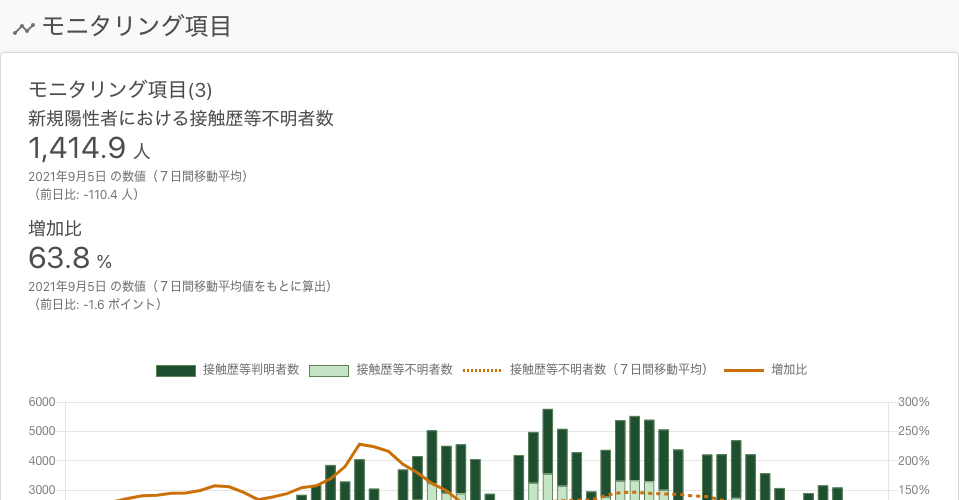 モニタリング項目
モニタリング項目(3)
新規陽性者における接触歴等不明者数
1,414.9 人
2021年9月5日 の数値（７日間移動平均）
（前日比: -110.4 人）
増加比
63.8 %
2021年9月5日 の数値（７日間移動平均値をもとに算出）
（前日比: -1.6 ポイント）
接触歴等判明者数 接触歴等不明者数 接触歴等不明者数（７日間移動平均） 増加比
6000 300%
5000 250%
4000 200%
3000 150%